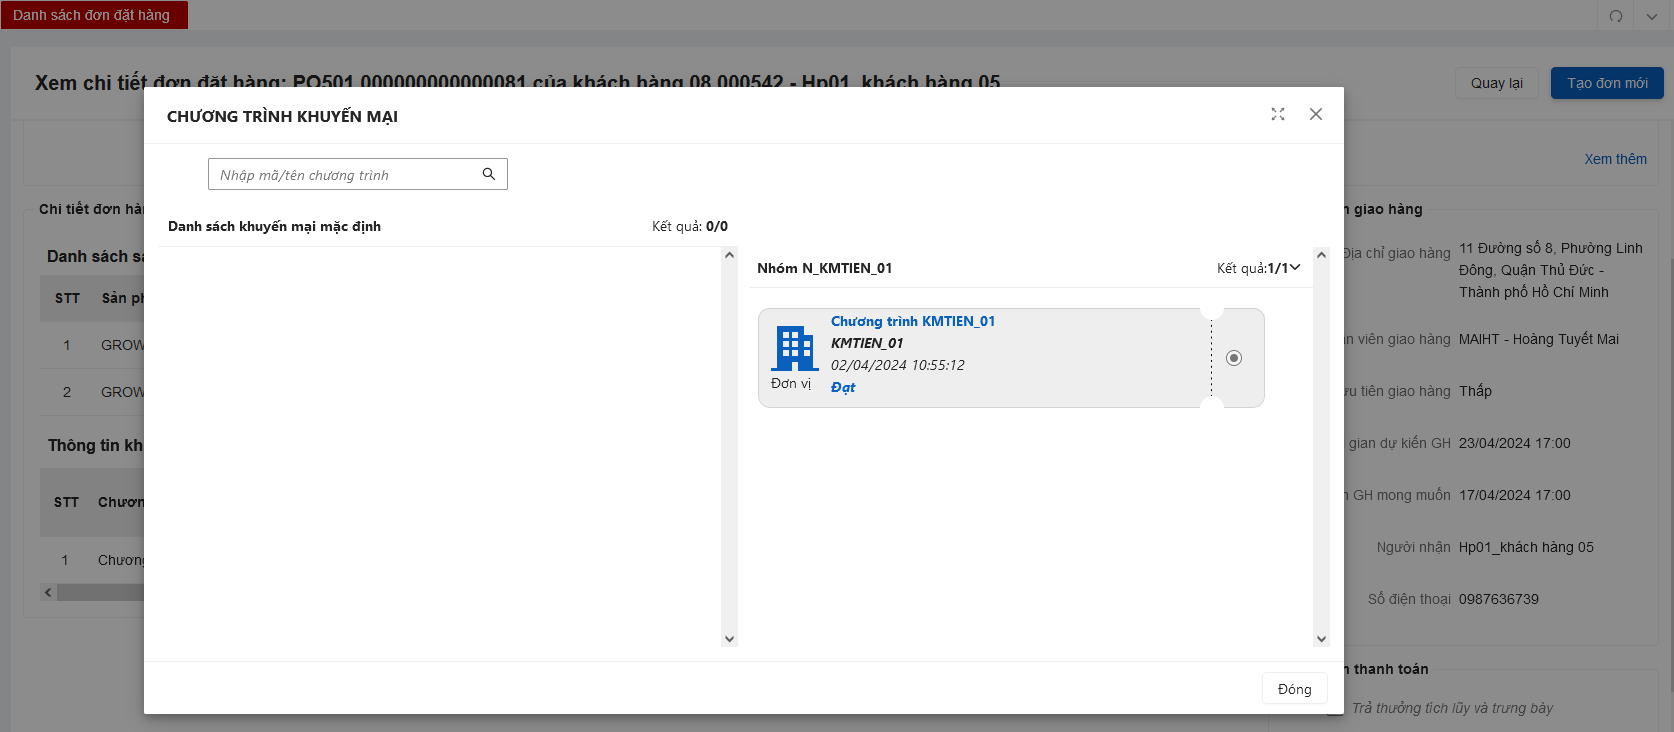 Danh sách đơn đặt hàng
Xem chi tiết đơn đặt hàng: PO501.000000000000081 của khách hàng 08.000542 - Hp01_khách hàng 05
Quay lại
Tạo đơn mới
CHƯƠNG TRÌNH KHUYẾN MẠI
Nhập mã/tên chương trình
Danh sách khuyến mại mặc định
Kết quả: 0/0
Nhóm N_KMTIEN_01
Kết quả:1/1
Chương trình KMTIEN_01
KMTIEN_01
02/04/2024 10:55:12
Đạt
Đơn vị
Đóng
Xem thêm
Chi tiết đơn hàn
Danh sách sả
STT Sản ph
1 GROW
2 GROW
Thông tin kh
STT Chươn
1 Chương
n giao hàng
Địa chỉ giao hàng 11 Đường số 8, Phường Linh
Đông, Quận Thủ Đức -
Thành phố Hồ Chí Minh
ân viên giao hàng MAIHT - Hoàng Tuyết Mai
ưu tiên giao hàng Thấp
gian dự kiến GH 23/04/2024 17:00
n GH mong muốn 17/04/2024 17:00
Người nhận Hp01_khách hàng 05
Số điện thoại 0987636739
n thanh toán
Trả thưởng tích lũy và trưng bày